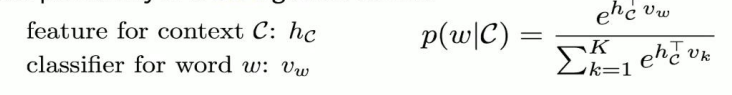 feature for context C: h_C
classifier for word w: v_w
p(w|C) = e^{h_C^⊤ v_w} / ∑_{k=1}^{K} e^{h_C^⊤ v_k}